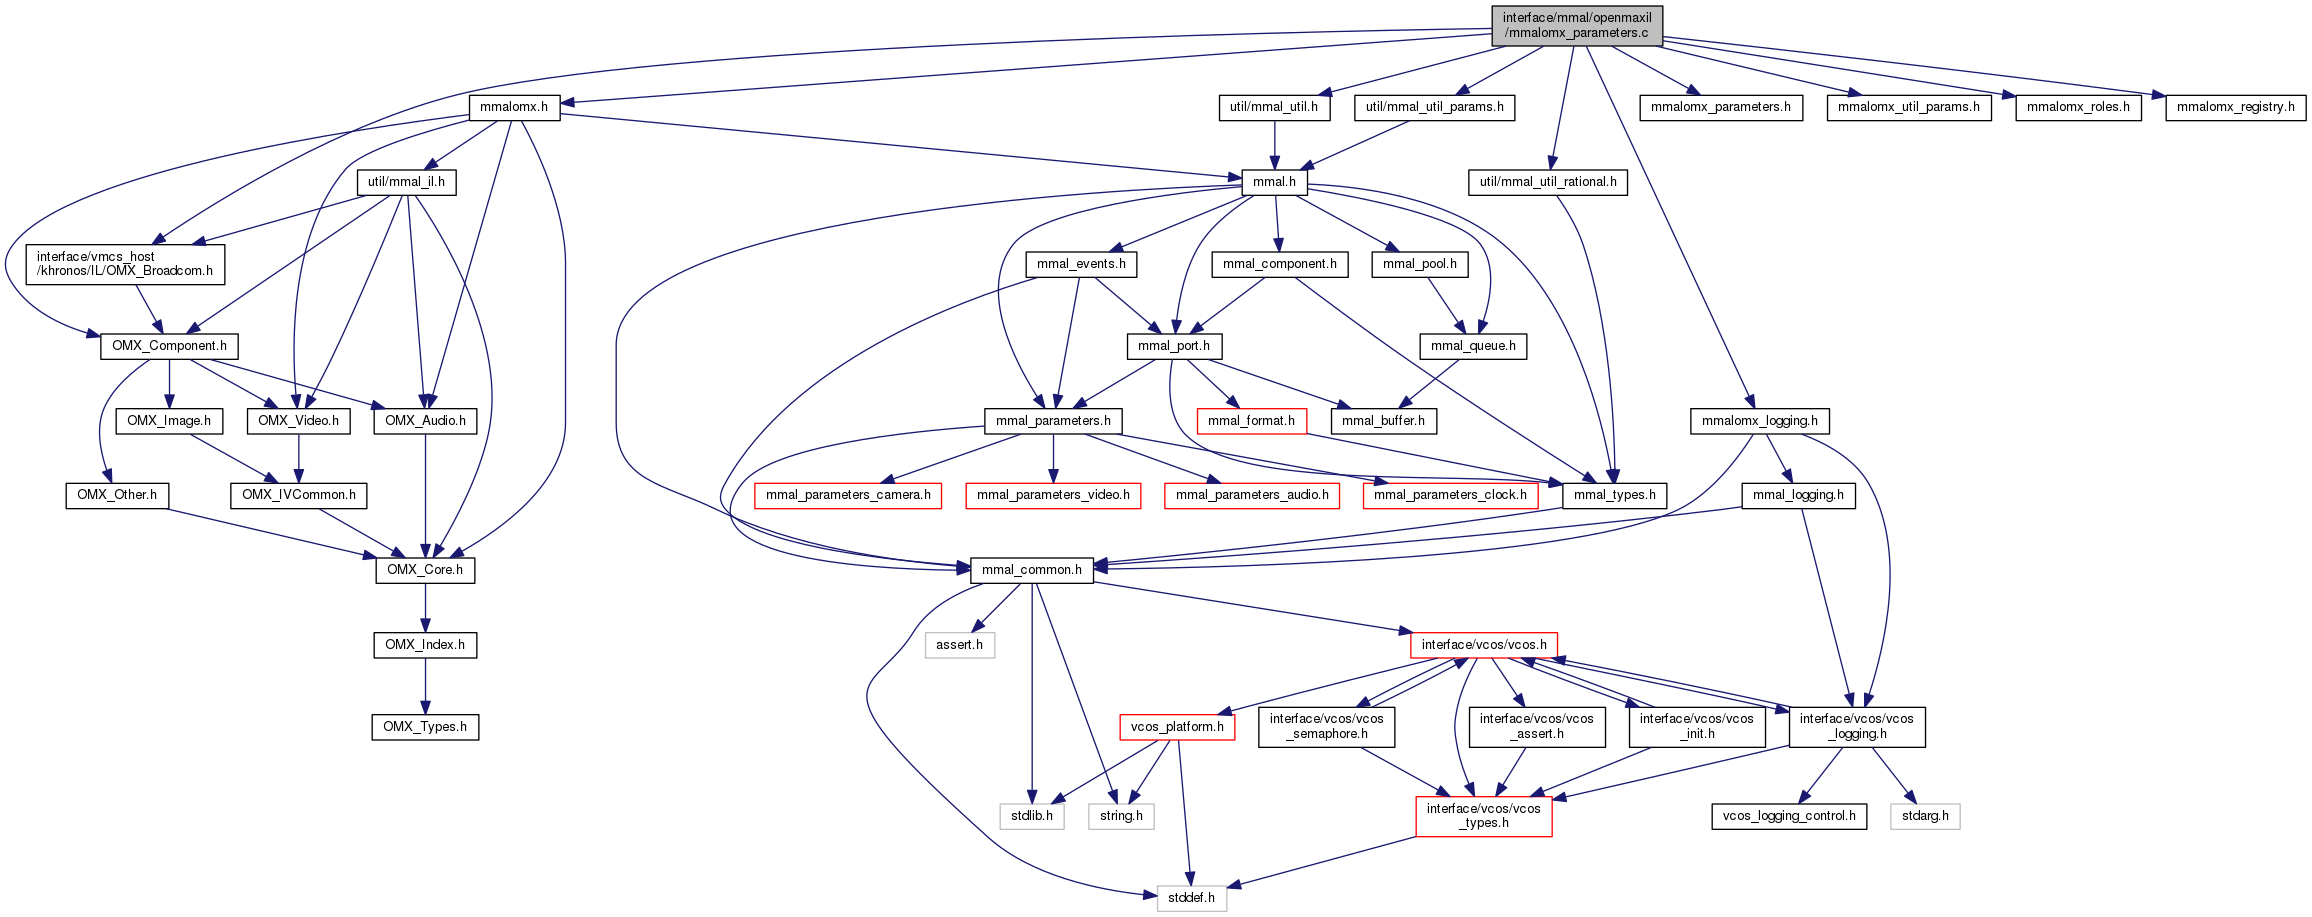 interface/mmal/openmaxil
/mmalomx_parameters.c
mmalomx.h
util/mmal_util.h
util/mmal_util_params.h
mmalomx_parameters.h
mmalomx_util_params.h
mmalomx_roles.h
mmalomx_registry.h
util/mmal_il.h
mmal.h
util/mmal_util_rational.h
interface/vmcs_host
/khronos/IL/OMX_Broadcom.h
mmal_events.h
mmal_component.h
mmal_pool.h
OMX_Component.h
mmal_port.h
mmal_queue.h
OMX_Image.h
OMX_Video.h
OMX_Audio.h
mmal_parameters.h
mmal_format.h
mmal_buffer.h
mmalomx_logging.h
OMX_Other.h
OMX_IVCommon.h
mmal_parameters_camera.h
mmal_parameters_video.h
mmal_parameters_audio.h
mmal_parameters_clock.h
mmal_types.h
mmal_logging.h
OMX_Core.h
mmal_common.h
OMX_Index.h
assert.h
interface/vcos/vcos.h
OMX_Types.h
vcos_platform.h
interface/vcos/vcos
_semaphore.h
interface/vcos/vcos
_assert.h
interface/vcos/vcos
_init.h
interface/vcos/vcos
_logging.h
stdlib.h
string.h
interface/vcos/vcos
_types.h
vcos_logging_control.h
stdarg.h
stddef.h